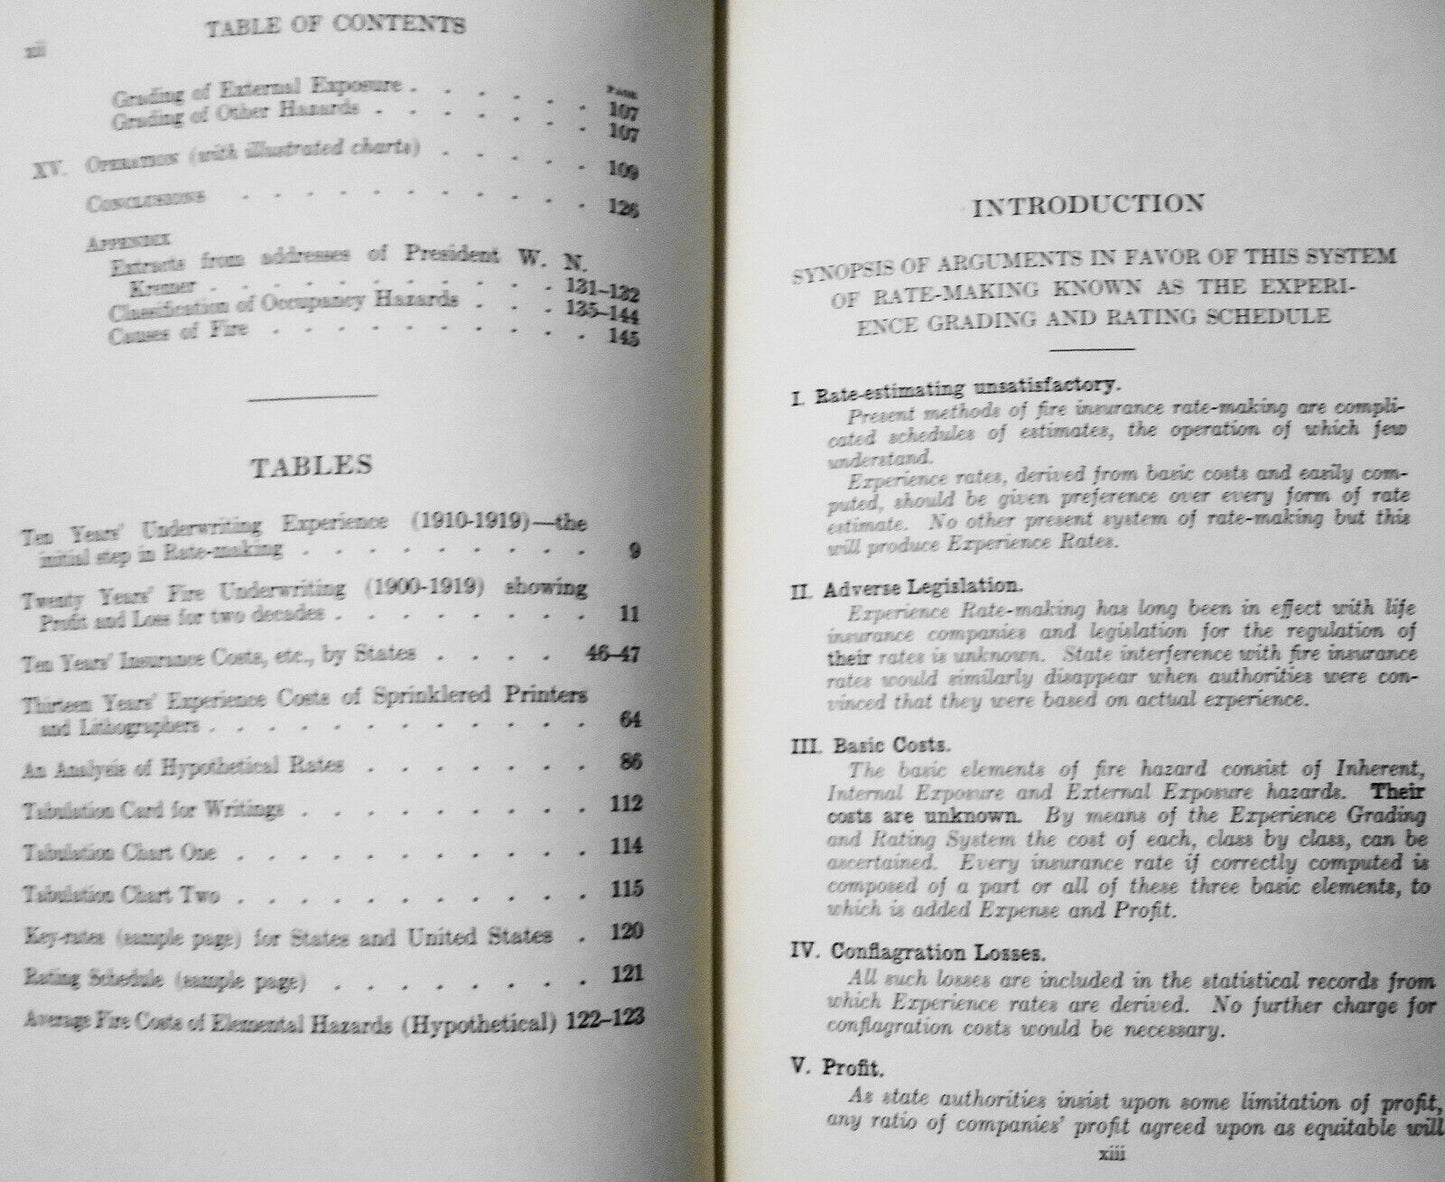 xii
TABLE OF CONTENTS
PAGE
Grading of External Exposure . . . . . . 107
Grading of Other Hazards . . . . . . . 107
XV. OPERATION (with illustrated charts) . . . . . 109
CONCLUSIONS . . . . . . . . . 126
APPENDIX
Extracts from addresses of President W. N.
Kremer . . . . . . . . . . . 131–132
Classification of Occupancy Hazards . . . 135–144
Causes of Fire . . . . . . . . . . 145
TABLES
Ten Years' Underwriting Experience (1910-1919)—the
initial step in Rate-making . . . . . . . . . 9
Twenty Years' Fire Underwriting (1900-1919) showing
Profit and Loss for two decades . . . . . . . . 11
Ten Years' Insurance Costs, etc., by States . . . . 46–47
Thirteen Years' Experience Costs of Sprinklered Printers
and Lithographers . . . . . . . . . . . . 64
An Analysis of Hypothetical Rates . . . . . . . 86
Tabulation Card for Writings . . . . . . . . . 112
Tabulation Chart One . . . . . . . . . . . 114
Tabulation Chart Two . . . . . . . . . . . 115
Key-rates (sample page) for States and United States . 120
Rating Schedule (sample page) . . . . . . . . 121
Average Fire Costs of Elemental Hazards (Hypothetical) 122–123
INTRODUCTION
SYNOPSIS OF ARGUMENTS IN FAVOR OF THIS SYSTEM
OF RATE-MAKING KNOWN AS THE EXPERI-
ENCE GRADING AND RATING SCHEDULE
I. Rate-estimating unsatisfactory.
Present methods of fire insurance rate-making are compli-
cated schedules of estimates, the operation of which few
understand.
Experience rates, derived from basic costs and easily com-
puted, should be given preference over every form of rate
estimate. No other present system of rate-making but this
will produce Experience Rates.
II. Adverse Legislation.
Experience Rate-making has long been in effect with life
insurance companies and legislation for the regulation of
their rates is unknown. State interference with fire insurance
rates would similarly disappear when authorities were con-
vinced that they were based on actual experience.
III. Basic Costs.
The basic elements of fire hazard consist of Inherent,
Internal Exposure and External Exposure hazards. Their
costs are unknown. By means of the Experience Grading
and Rating System the cost of each, class by class, can be
ascertained. Every insurance rate if correctly computed is
composed of a part or all of these three basic elements, to
which is added Expense and Profit.
IV. Conflagration Losses.
All such losses are included in the statistical records from
which Experience rates are derived. No further charge for
conflagration costs would be necessary.
V. Profit.
As state authorities insist upon some limitation of profit,
any ratio of companies' profit agreed upon as equitable will
xiii